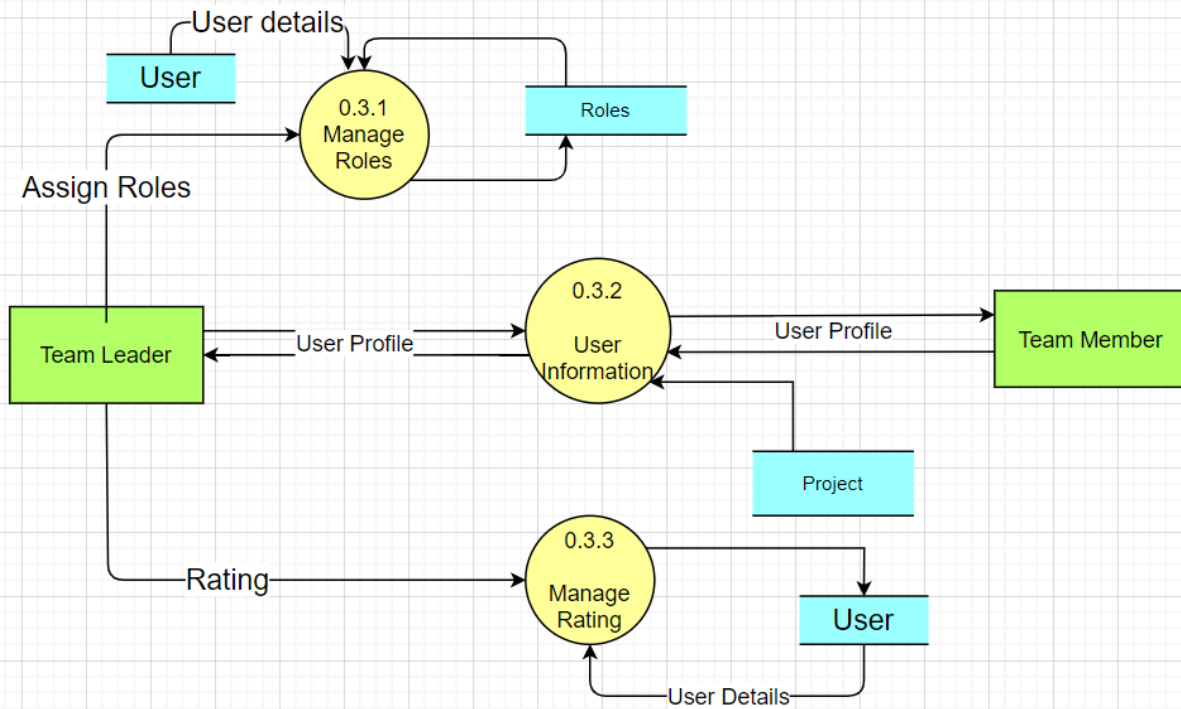 User details
User
0.3.1
Manage
Roles
Roles
Assign Roles
0.3.2
User
Information
Team Leader
User Profile
User Profile
Team Member
Project
0.3.3
Manage
Rating
Rating
User
User Details